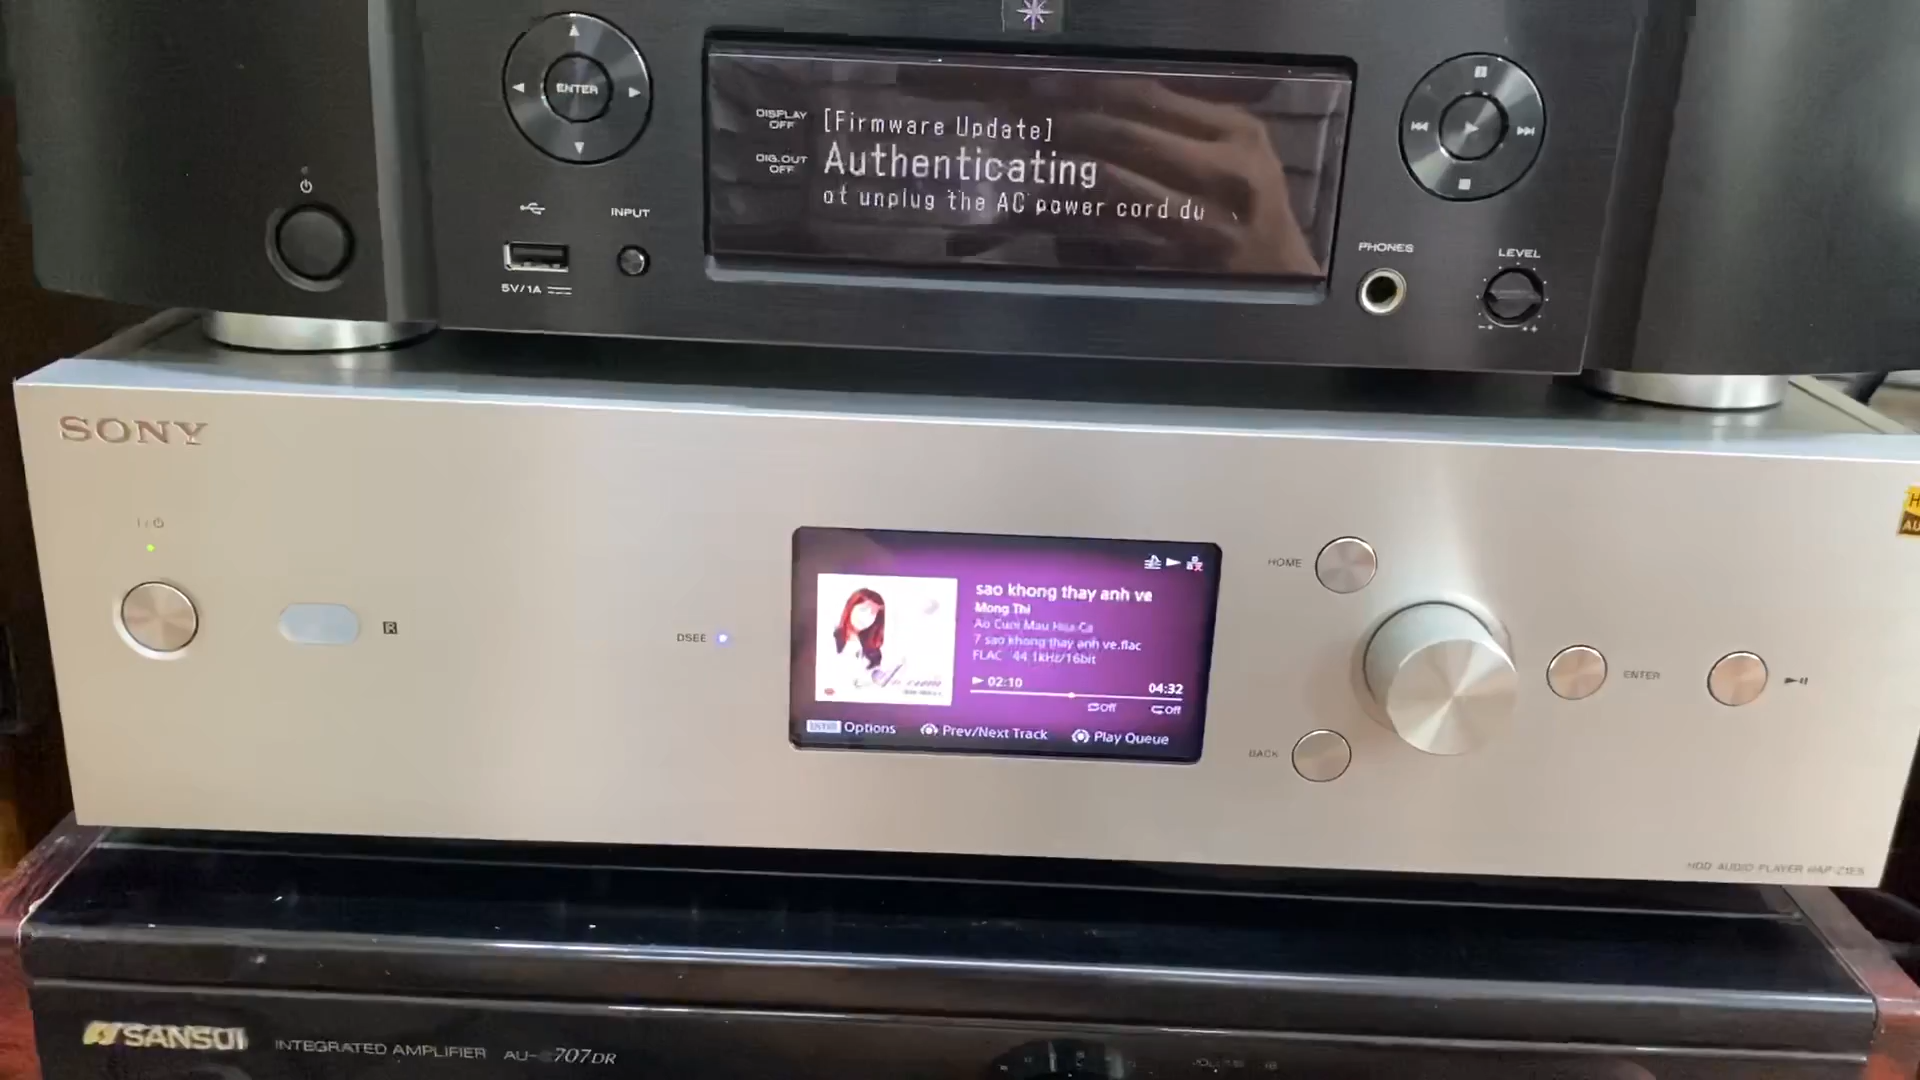 ENTER
DISPLAY OFF
[Firmware Update]
Authenticating
DIG.OUT OFF
ot unplug the AC power cord du
INPUT
5V/1A
PHONES
LEVEL
SONY
DSEE
sao khong thay anh ve
Mong Thi
Ao Cuoi Mau Hoa Ca
7 sao khong thay anh ve.flac
FLAC 44.1kHz/16bit
02:10
04:32
Off
Off
ENTER Options
Prev/Next Track
Play Queue
HOME
BACK
ENTER
HDD AUDIO PLAYER HAP-Z1ES
SANSUI
INTEGRATED AMPLIFIER
707DR